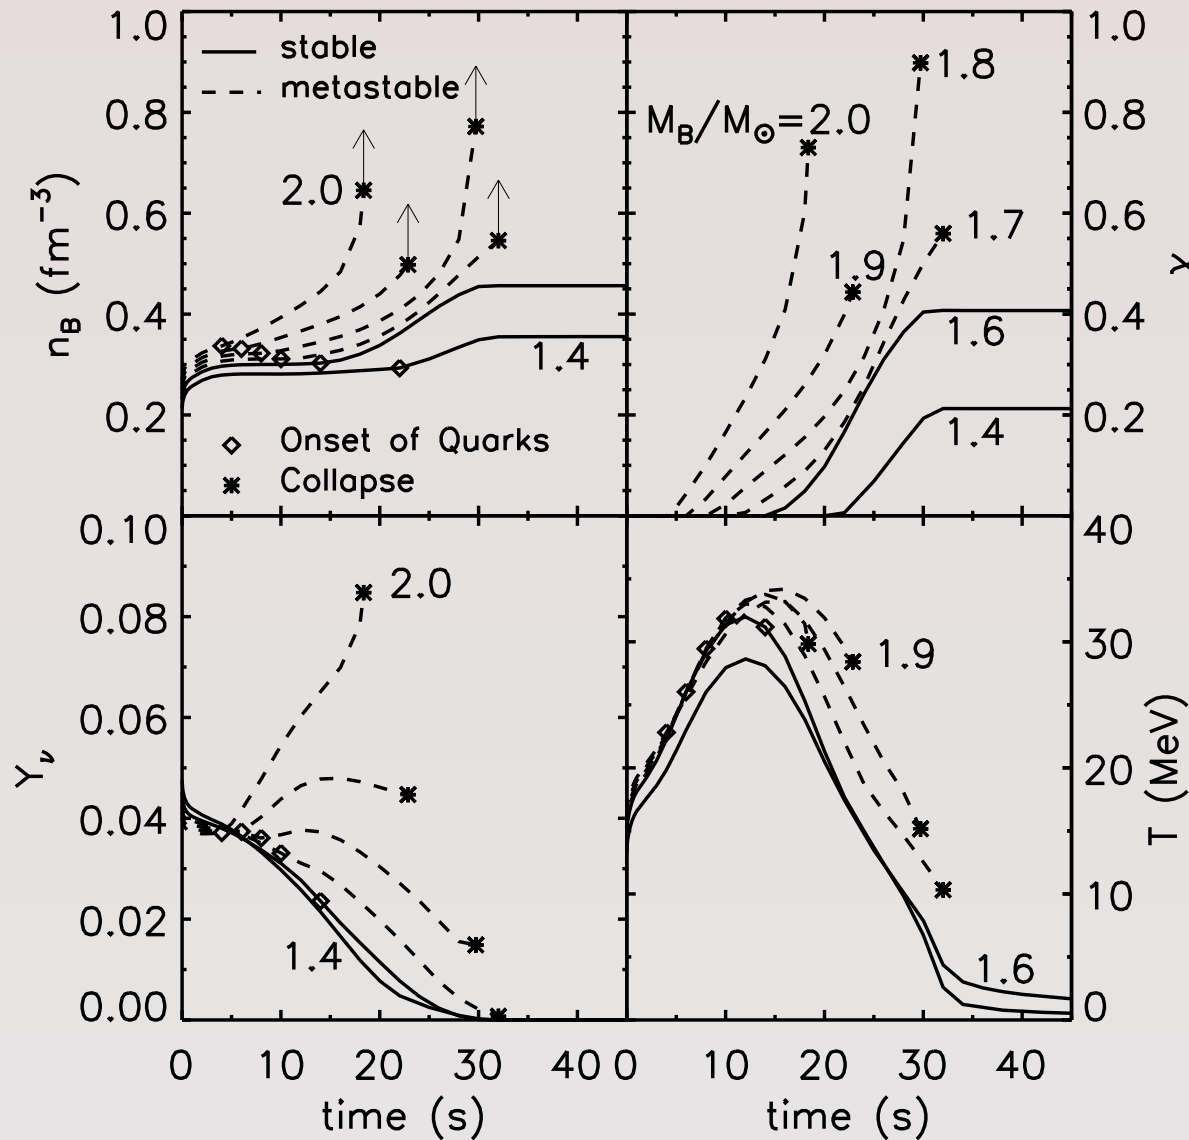 1.0
0.8
0.6
0.4
0.2
n_B (fm⁻³)
stable
metastable
2.0
1.4
Onset of Quarks
Collapse
M_B/M_⊙=2.0
1.8
1.7
1.9
1.6
1.4
1.0
0.8
0.6
0.4
0.2
χ
0.10
0.08
0.06
0.04
0.02
0.00
Y_ν
2.0
1.4
1.9
1.6
40
30
20
10
0
T (MeV)
0 10 20 30 40
0 10 20 30 40
time (s)
time (s)